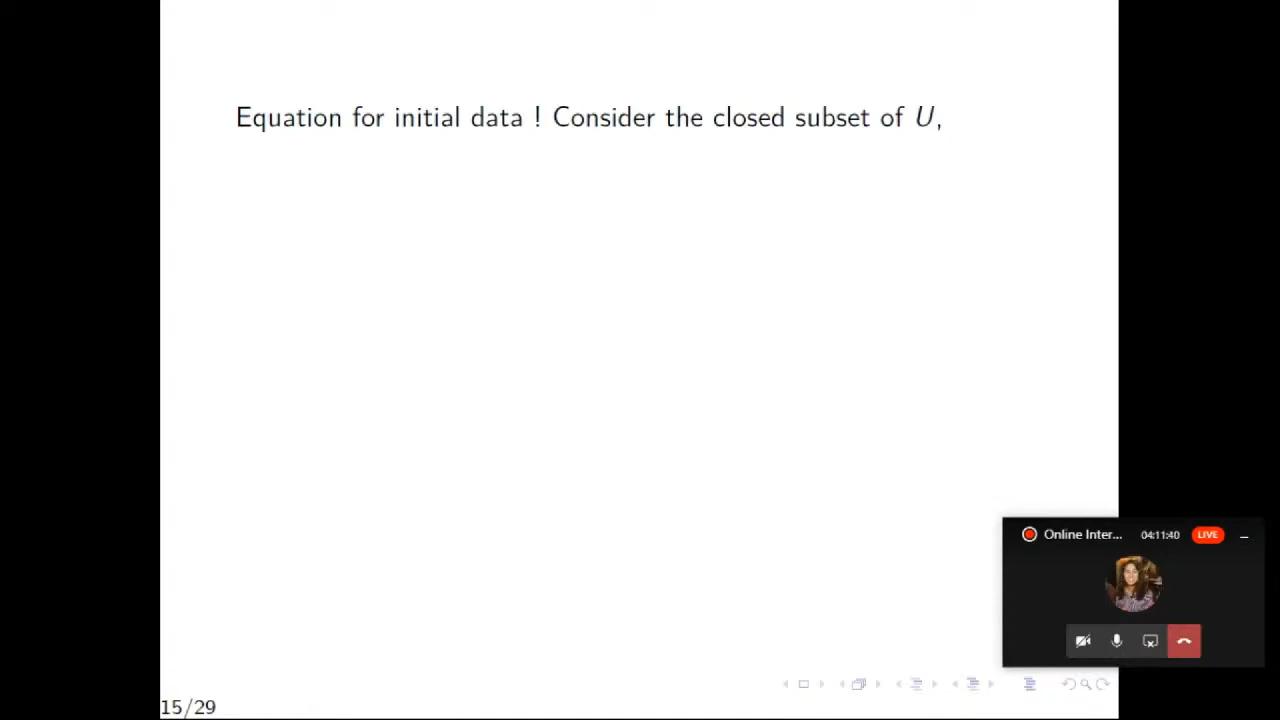 Equation for initial data ! Consider the closed subset of U,
Online Inter... 04:11:40 LIVE
15/29